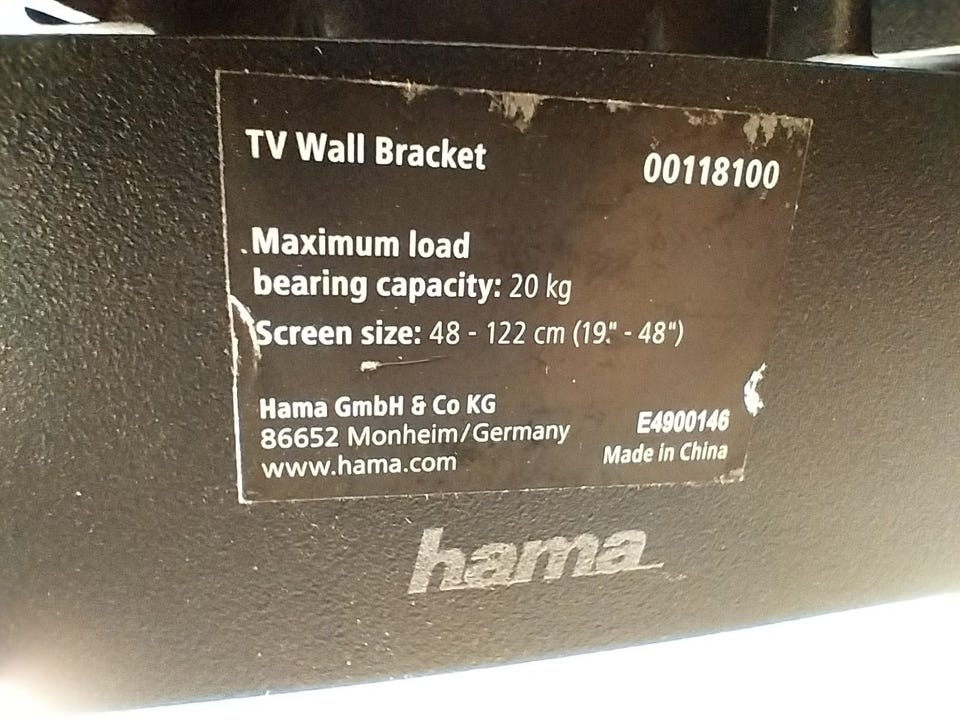 TV Wall Bracket 00118100
Maximum load
bearing capacity: 20 kg
Screen size: 48 - 122 cm (19" - 48")
Hama GmbH & Co KG
86652 Monheim/Germany E4900146
www.hama.com Made in China
hama